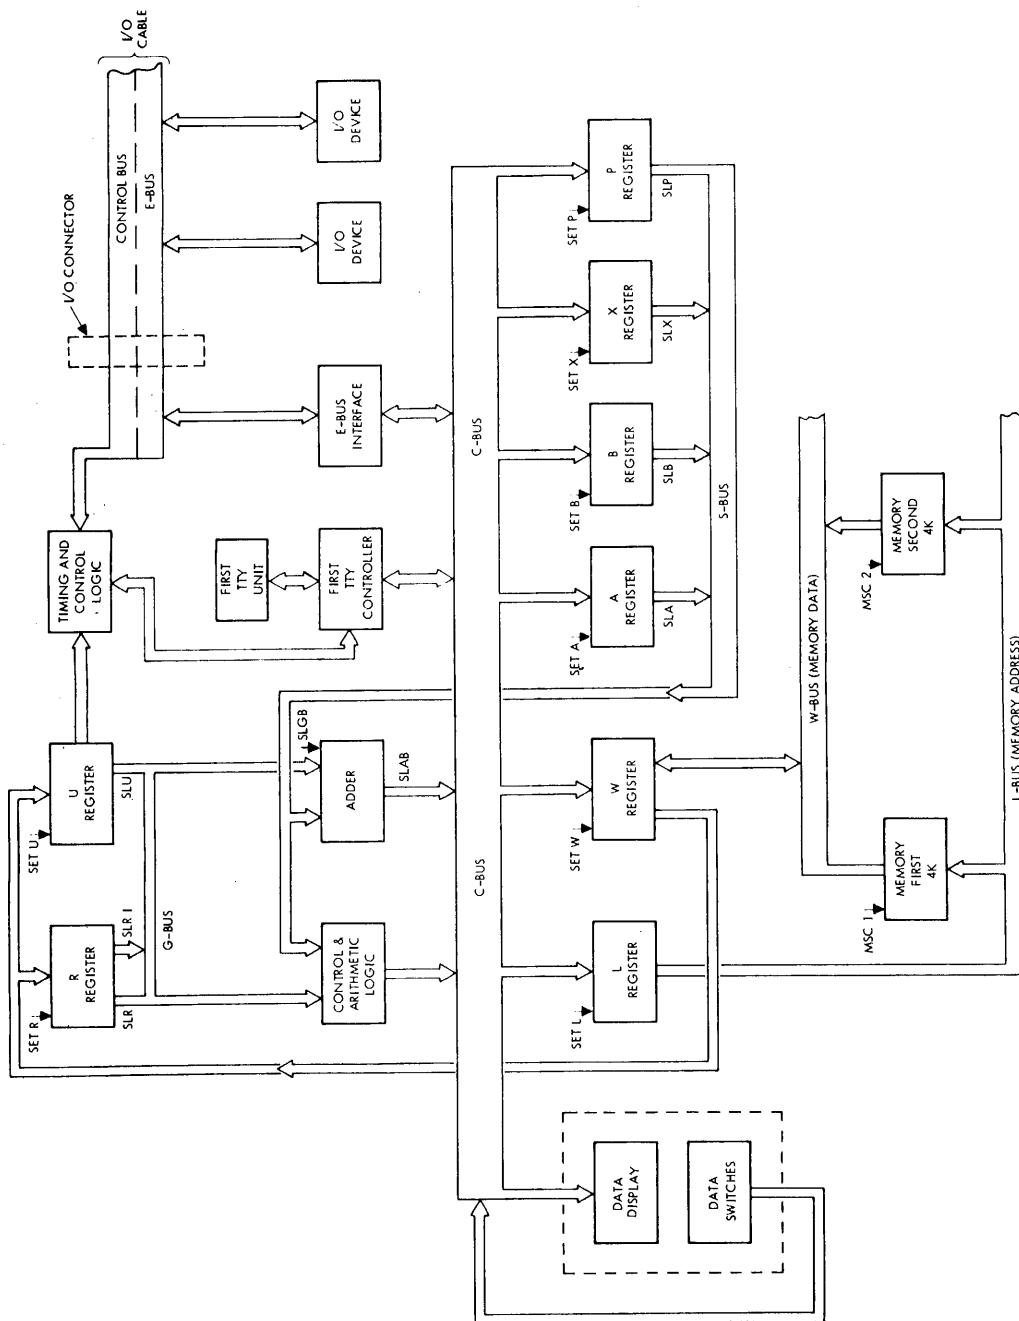 I/O
CABLE
CONTROL BUS
E-BUS
I/O CONNECTOR
I/O
DEVICE
I/O
DEVICE
E-BUS
INTERFACE
TIMING AND
CONTROL
LOGIC
FIRST
TTY
UNIT
FIRST
TTY
CONTROLLER
SET U
U
REGISTER
SLU
SET R
R
REGISTER
SLR
SLR I
G-BUS
SLGB
ADDER
SLAB
CONTROL &
ARITHMETIC
LOGIC
C-BUS
C-BUS
SET P
P
REGISTER
SLP
SET X
X
REGISTER
SLX
SET B
B
REGISTER
SLB
SET A
A
REGISTER
SLA
S-BUS
SET W
W
REGISTER
SET L
L
REGISTER
DATA
DISPLAY
DATA
SWITCHES
W-BUS (MEMORY DATA)
MSC 2
MEMORY
SECOND
4K
MSC 1
MEMORY
FIRST
4K
L-BUS (MEMORY ADDRESS)